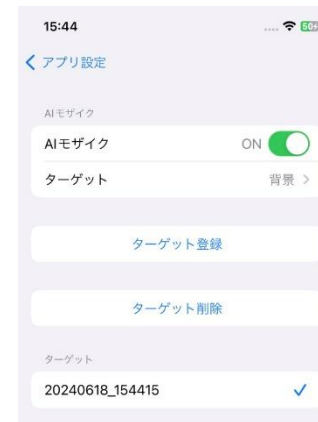 15:44
アプリ設定
AIモザイク
AIモザイク ON
ターゲット 背景
ターゲット登録
ターゲット削除
ターゲット
20240618_154415